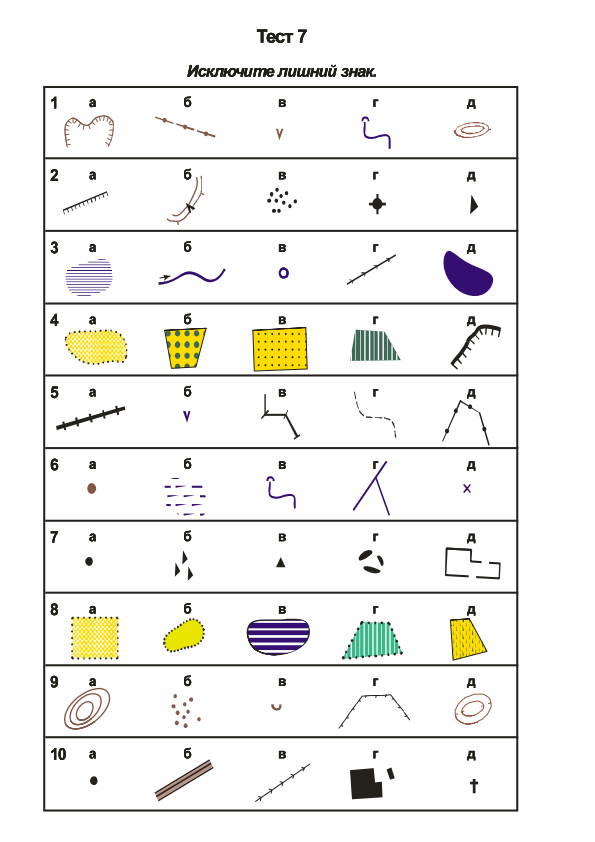 Тест 7
Исключите лишний знак.
1 а б в г д
2 а б в г д
3 а б в г д
4 а б в г д
5 а б в г д
6 а б в г д
7 а б в г д
8 а б в г д
9 а б в г д
10 а б в г д